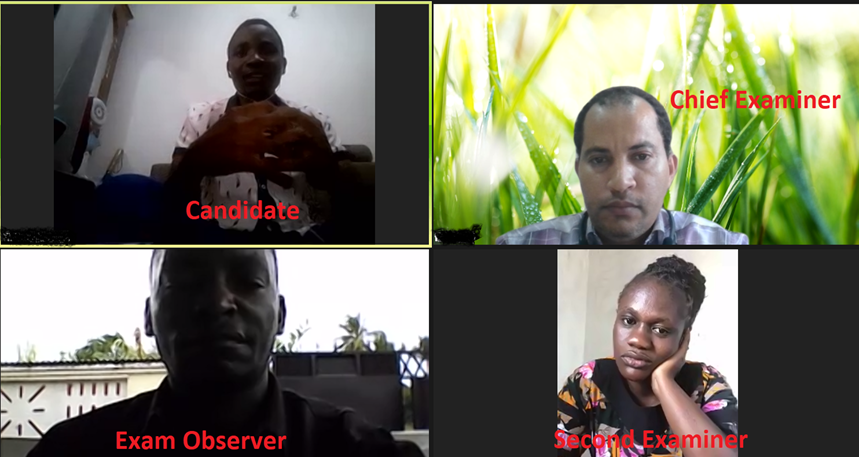 Candidate
Chief Examiner
Exam Observer
Second Examiner